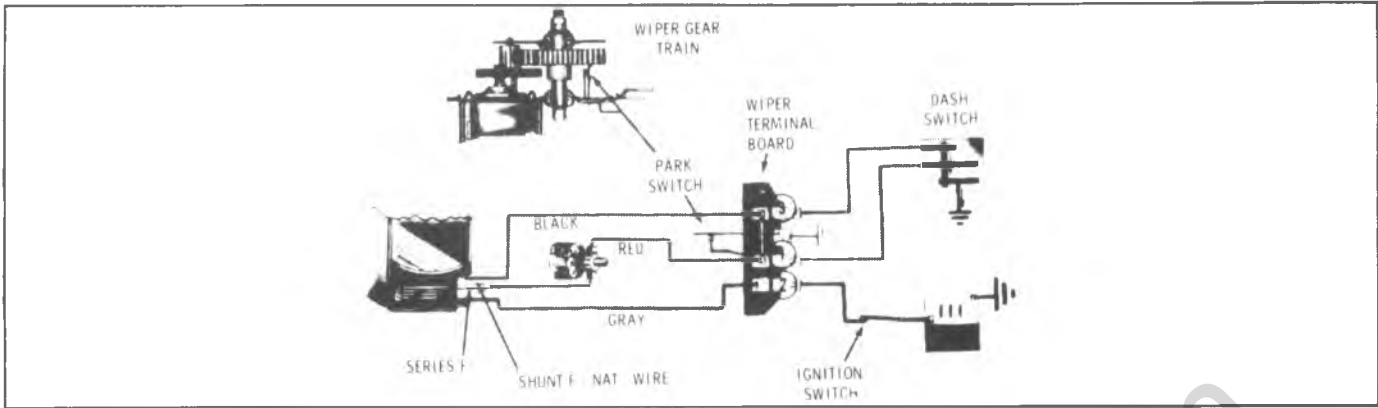 WIPER GEAR
TRAIN
WIPER
TERMINAL
BOARD
DASH
SWITCH
PARK
SWITCH
BLACK
RED
GRAY
SERIES F
SHUNT F NAT. WIRE
IGNITION
SWITCH